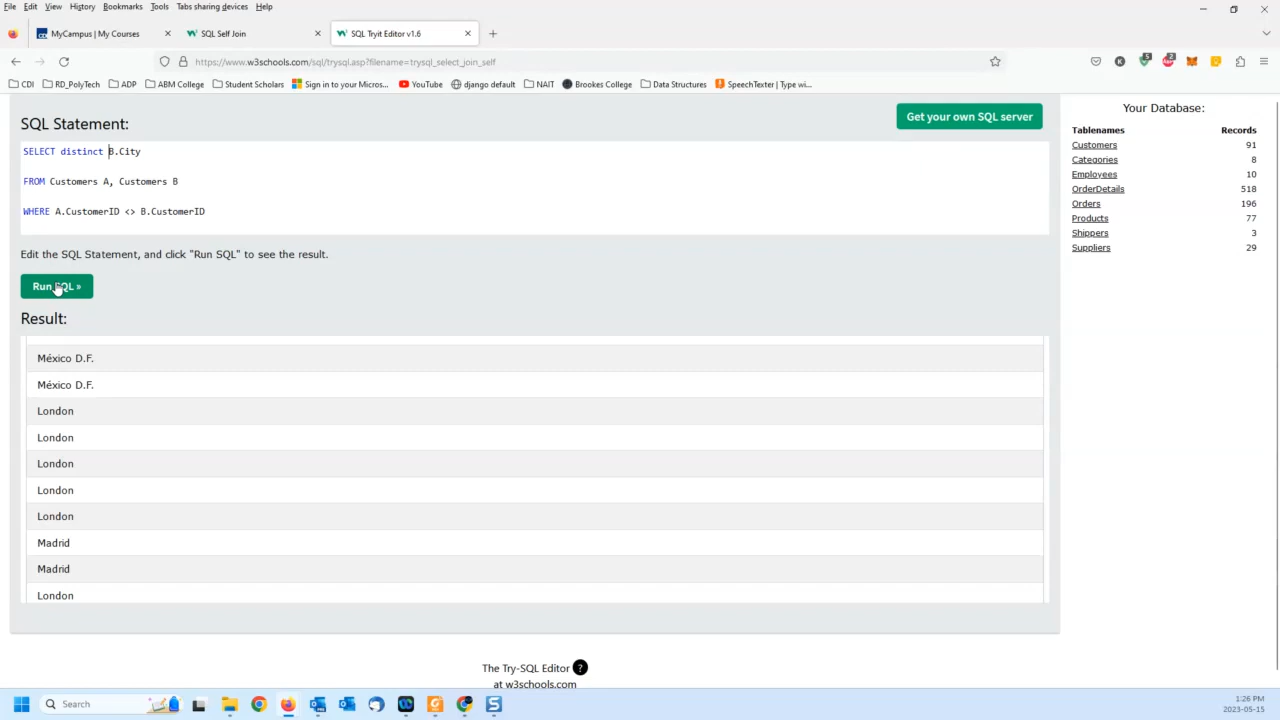 File Edit View History Bookmarks Tools Tabs sharing devices Help
MyCampus | My Courses
SQL Self Join
SQL Tryit Editor v1.6
https://www.w3schools.com/sql/trysql.asp?filename=trysql_select_join_self
CDI RD_PolyTech ADP ABM College Student Scholars Sign in to your Micros... YouTube django default NAIT Brookes College Data Structures SpeechTexter | Type wi...
SQL Statement:
Get your own SQL server
SELECT distinct B.City
FROM Customers A, Customers B
WHERE A.CustomerID <> B.CustomerID
Edit the SQL Statement, and click "Run SQL" to see the result.
Run SQL »
Result:
México D.F.
México D.F.
London
London
London
London
London
Madrid
Madrid
London
The Try-SQL Editor ?
at w3schools.com
Your Database:
Tablenames Records
Customers 91
Categories 8
Employees 10
OrderDetails 518
Orders 196
Products 77
Shippers 3
Suppliers 29
Search
1:26 PM
2023-05-15